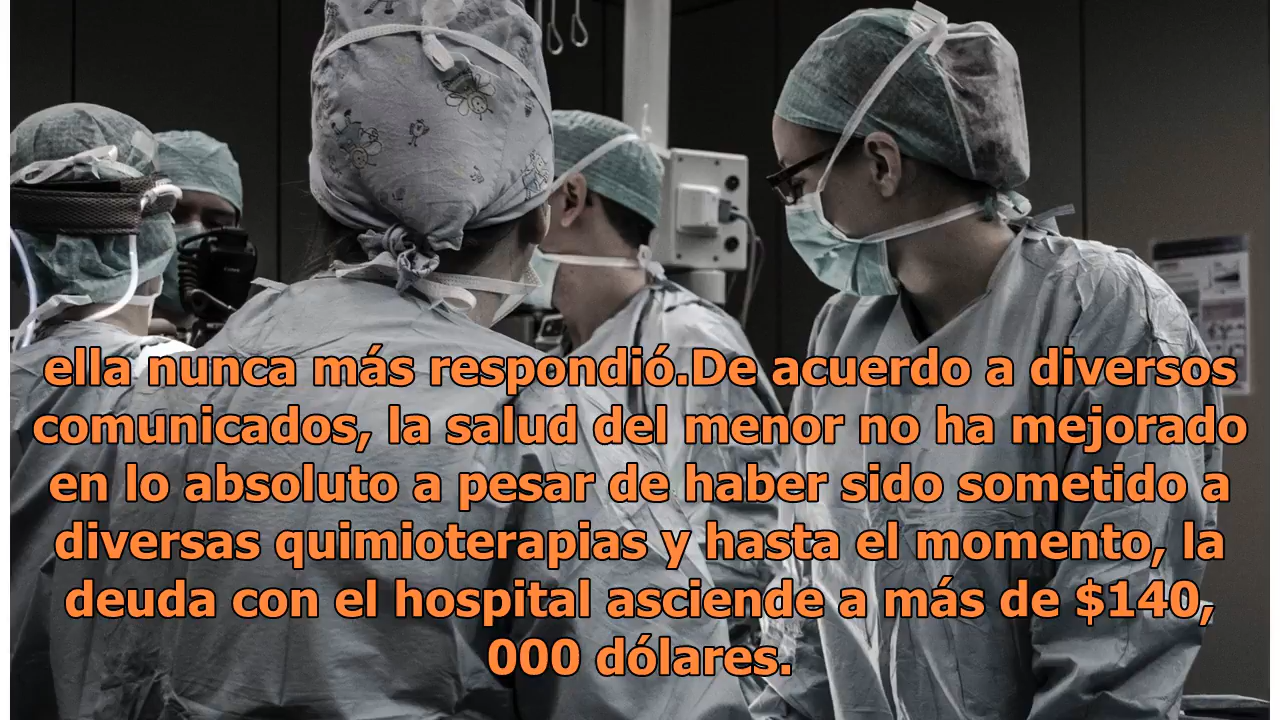 ella nunca más respondió.De acuerdo a diversos
comunicados, la salud del menor no ha mejorado
en lo absoluto a pesar de haber sido sometido a
diversas quimioterapias y hasta el momento, la
deuda con el hospital asciende a más de $140,
000 dólares.